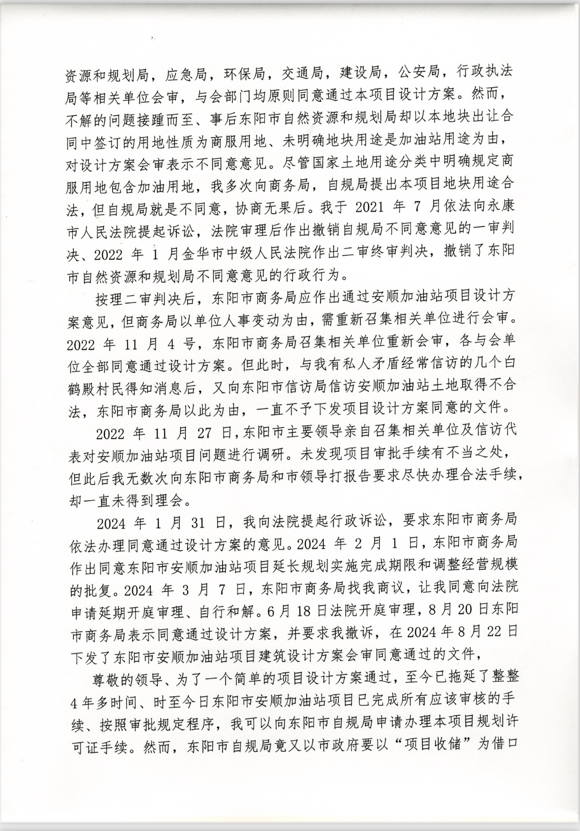 资源和规划局，应急局，环保局，交通局，建设局，公安局，行政执法
局等相关单位会审，与会部门均原则同意通过本项目设计方案。然而，
不解的问题接踵而至、事后东阳市自然资源和规划局却以本地块出让合
同中签订的用地性质为商服用地、未明确地块用途是加油站用途为由，
对设计方案会审表示不同意意见。尽管国家土地用途分类中明确规定商
服用地包含加油用地，我多次向商务局，自规局提出本项目地块用途合
法，但自规局就是不同意，协商无果后。我于 2021 年 7 月依法向永康
市人民法院提起诉讼，法院审理后作出撤销自规局不同意意见的一审判
决、2022 年 1 月金华市中级人民法院作出二审终审判决，撤销了东阳
市自然资源和规划局不同意意见的行政行为。
按理二审判决后，东阳市商务局应作出通过安顺加油站项目设计方
案意见，但商务局以单位人事变动为由，需重新召集相关单位进行会审。
2022 年 11 月 4 号，东阳市商务局召集相关单位重新会审，各与会单
位全部同意通过设计方案。但此时，与我有私人矛盾经常信访的几个白
鹤殿村民得知消息后，又向东阳市信访局信访安顺加油站土地取得不合
法，东阳市商务局以此为由，一直不予下发项目设计方案同意的文件。
2022 年 11 月 27 日，东阳市主要领导亲自召集相关单位及信访代
表对安顺加油站项目问题进行调研。未发现项目审批手续有不当之处，
但此后我无数次向东阳市商务局和市领导打报告要求尽快办理合法手续，
却一直未得到理会。
2024 年 1 月 31 日，我向法院提起行政诉讼，要求东阳市商务局
依法办理同意通过设计方案的意见。2024 年 2 月 1 日，东阳市商务局
作出同意东阳市安顺加油站项目延长规划实施完成期限和调整经营规模
的批复。2024 年 3 月 7 日，东阳市商务局找我商议，让我同意向法院
申请延期开庭审理、自行和解。6 月 18 日法院开庭审理，8 月 20 日东阳
市商务局表示同意通过设计方案，并要求我撤诉，在 2024 年 8 月 22 日
下发了东阳市安顺加油站项目建筑设计方案会审同意通过的文件，
尊敬的领导、为了一个简单的项目设计方案通过，至今已拖延了整整
4 年多时间、时至今日东阳市安顺加油站项目已完成所有应该审核的手
续、按照审批规定程序，我可以向东阳市自规局申请办理本项目规划许
可证手续。然而，东阳市自规局竟又以市政府要以“项目收储”为借口